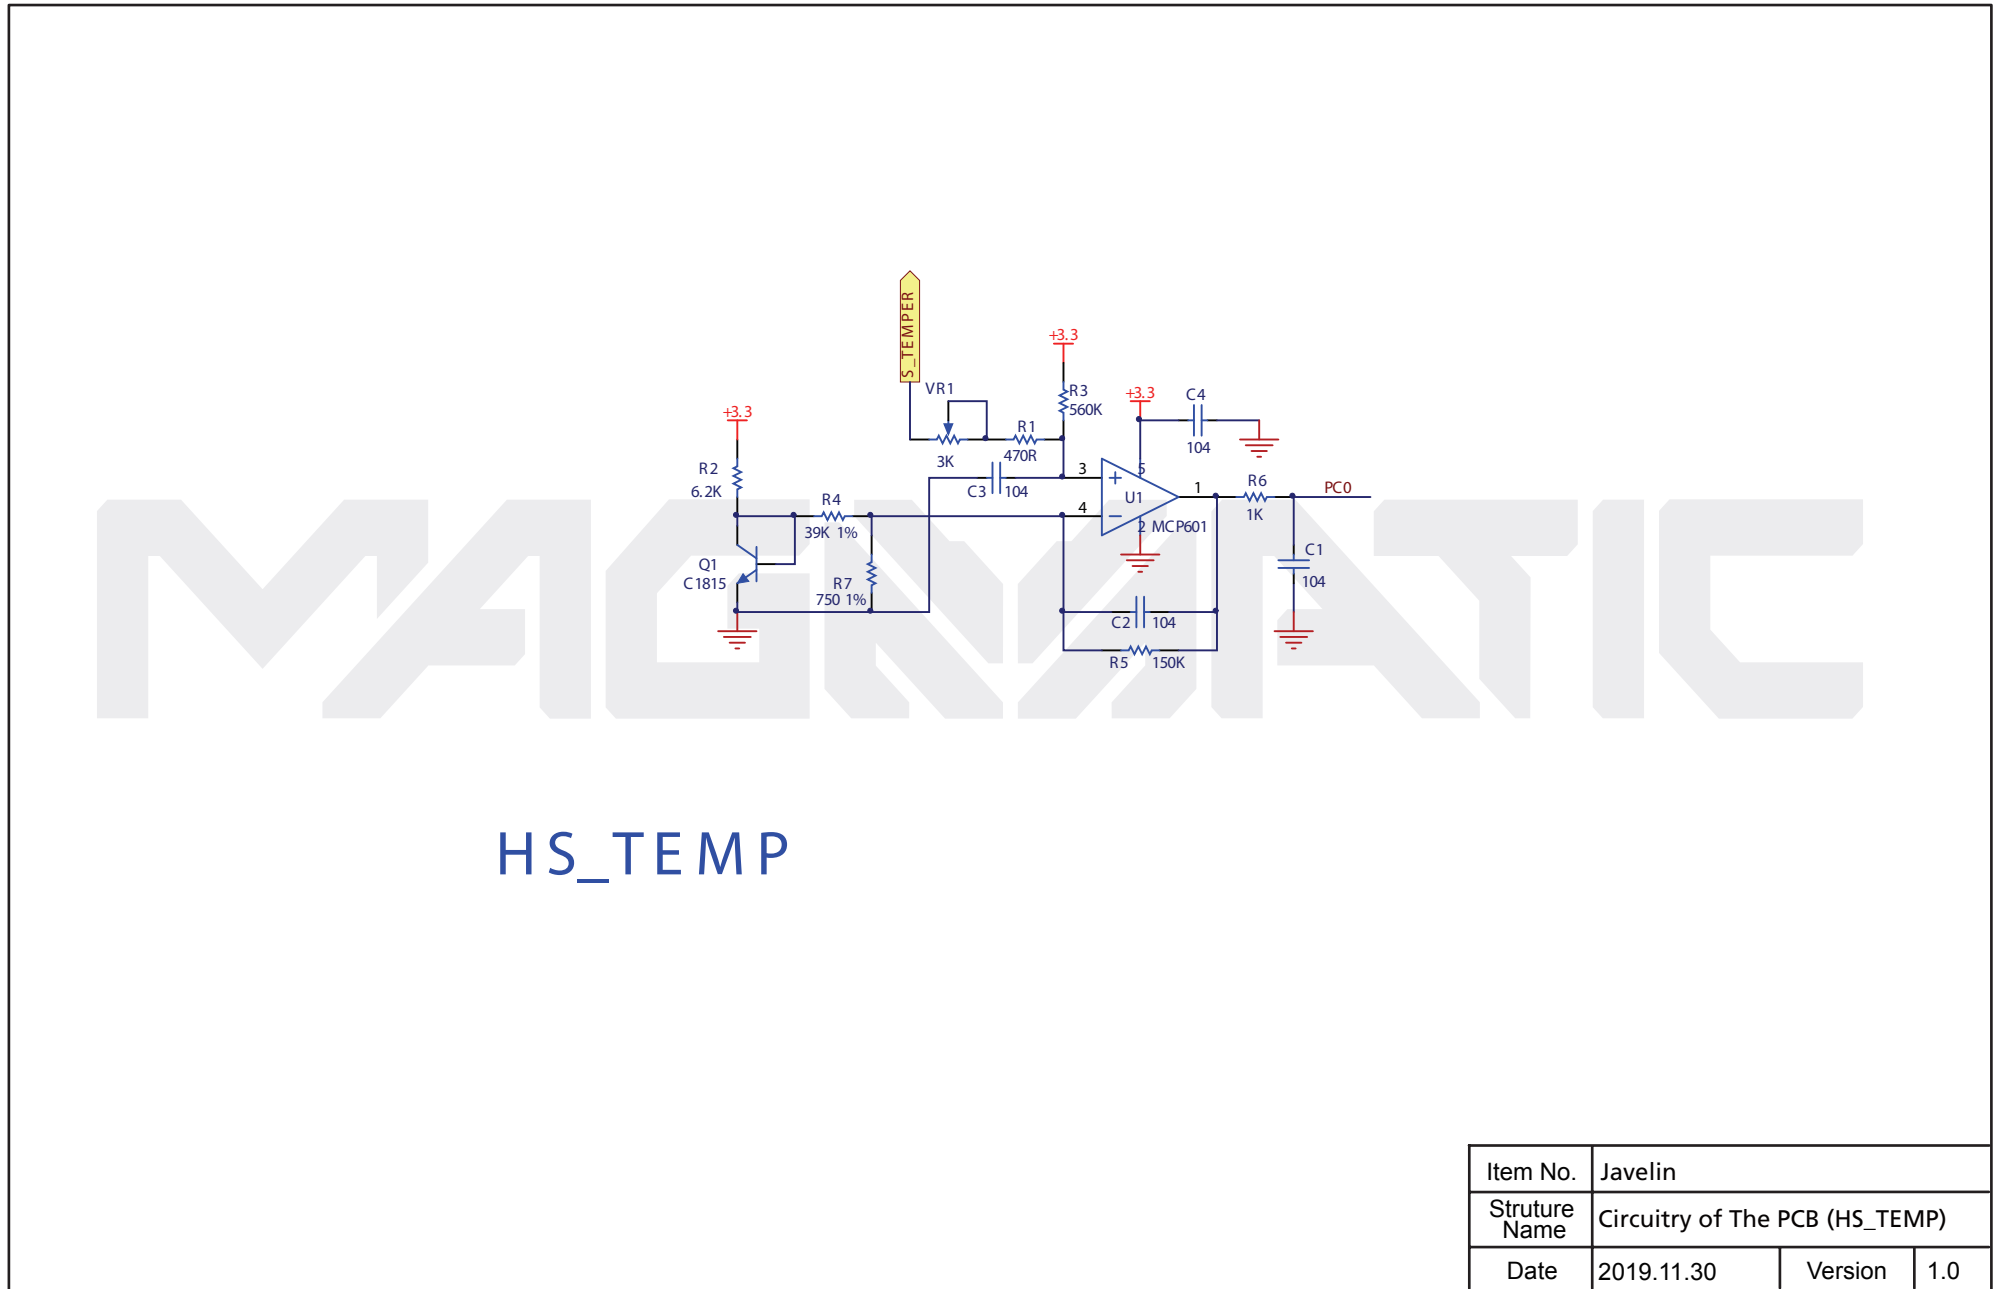 S_TEMPER
+3.3
VR1
R3
560K
+3.3
C4
+3.3
R1
3K
470R
104
R2
6.2K
C3
104
3
5
U1
1
R6
1K
PC0
R4
39K 1%
4
2
MCP601
Q1
C1815
R7
750 1%
C1
104
C2
104
R5
150K
MAGMATIC
HS_TEMP
Item No.
Javelin
Struture
Name
Circuitry of The PCB (HS_TEMP)
Date
2019.11.30
Version
1.0